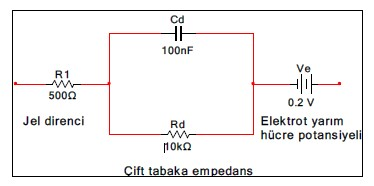 Cd
100nF
R1
500Ω
Ve
0.2 V
Rd
10kΩ
Jel direnci
Elektrot yarım
hücre potansiyeli
Çift tabaka empedans